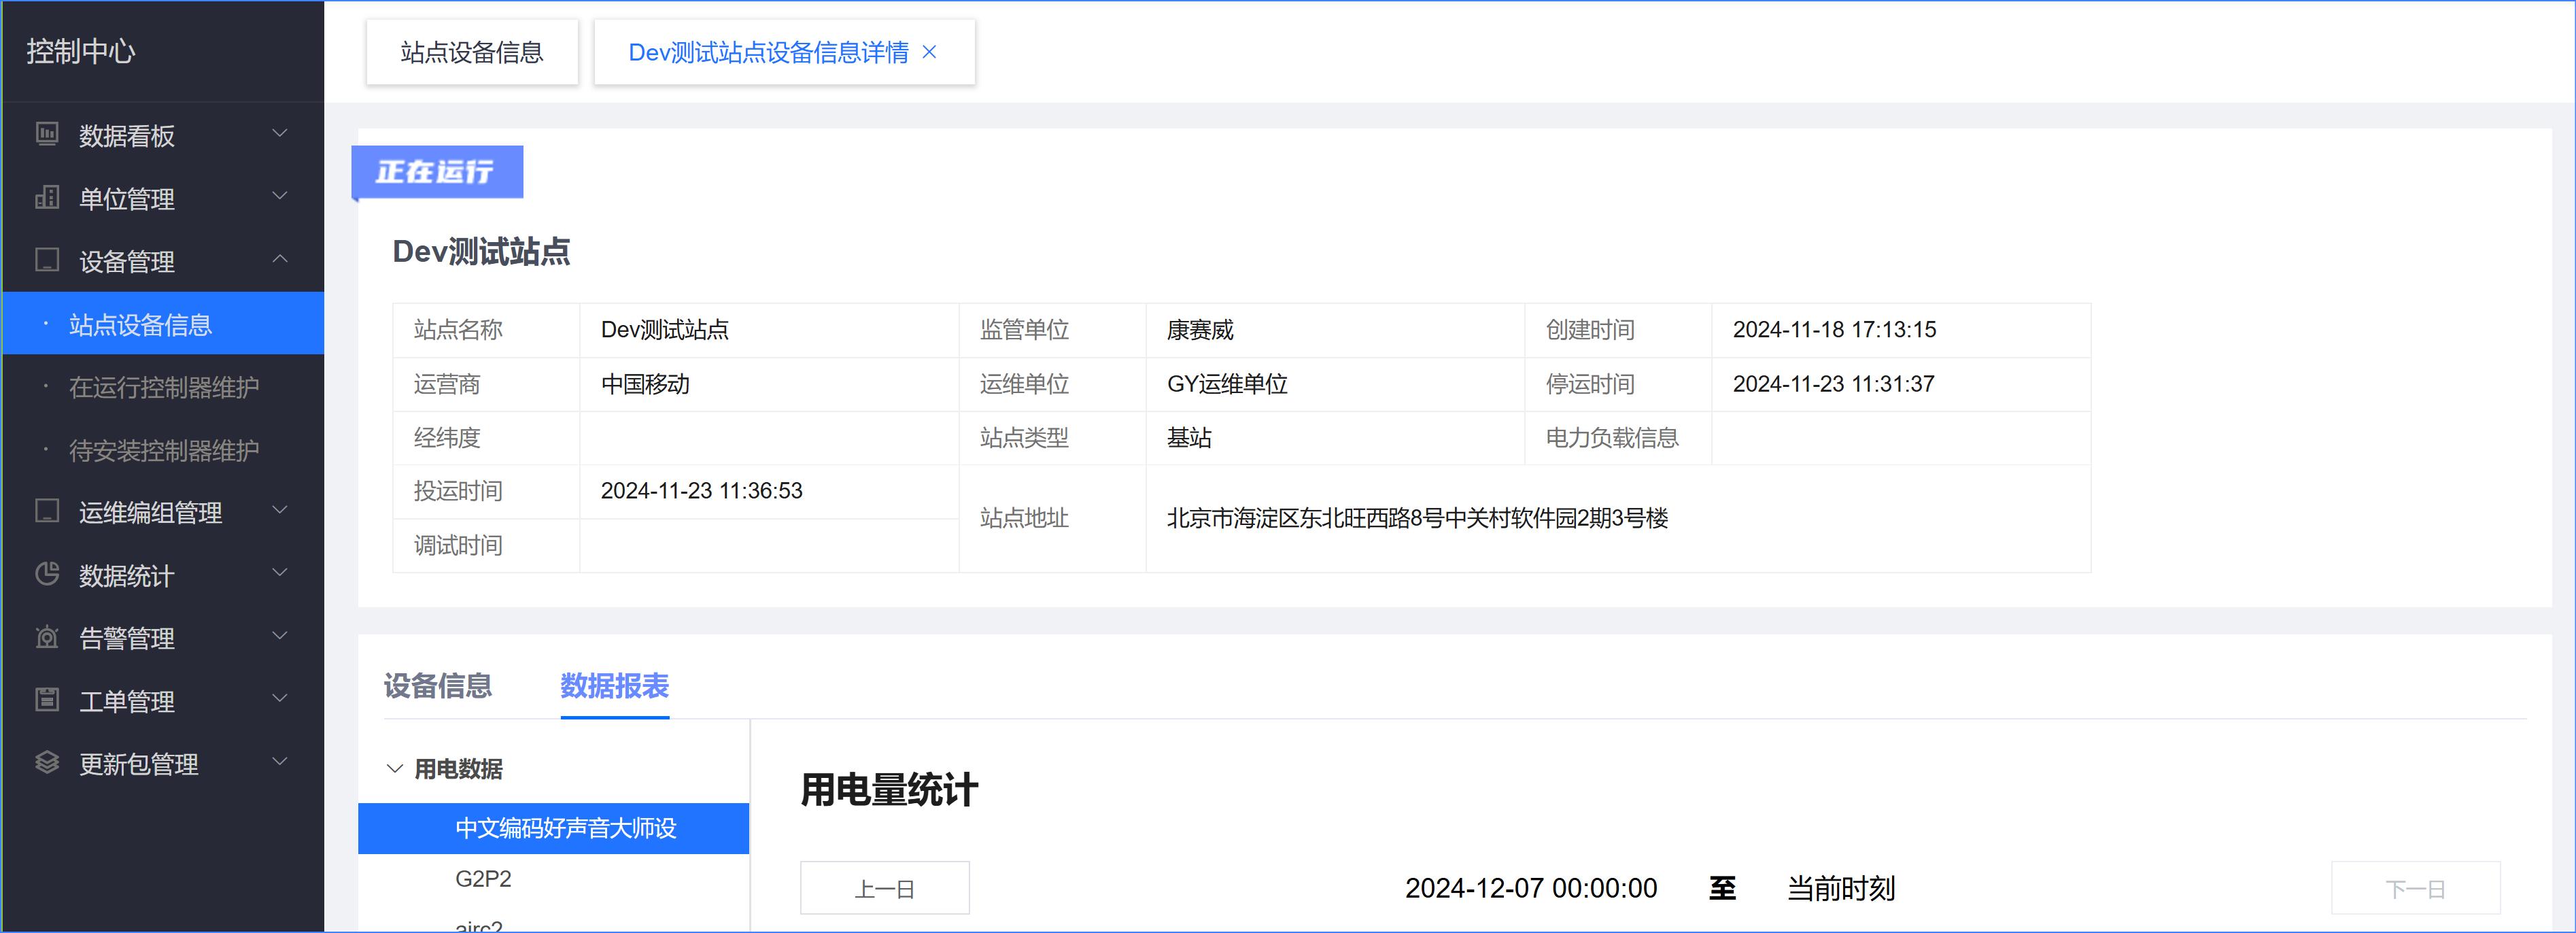 控制中心
站点设备信息
Dev测试站点设备信息详情
数据看板
单位管理
设备管理
站点设备信息
在运行控制器维护
待安装控制器维护
运维编组管理
数据统计
告警管理
工单管理
更新包管理
正在运行
Dev测试站点
站点名称 Dev测试站点 监管单位 康赛威 创建时间 2024-11-18 17:13:15
运营商 中国移动 运维单位 GY运维单位 停运时间 2024-11-23 11:31:37
经纬度 站点类型 基站 电力负载信息
投运时间 2024-11-23 11:36:53
站点地址 北京市海淀区东北旺西路8号中关村软件园2期3号楼
调试时间
设备信息 数据报表
用电数据
中文编码好声音大师设
G2P2
airc2
用电量统计
上一日 2024-12-07 00:00:00 至 当前时刻 下一日